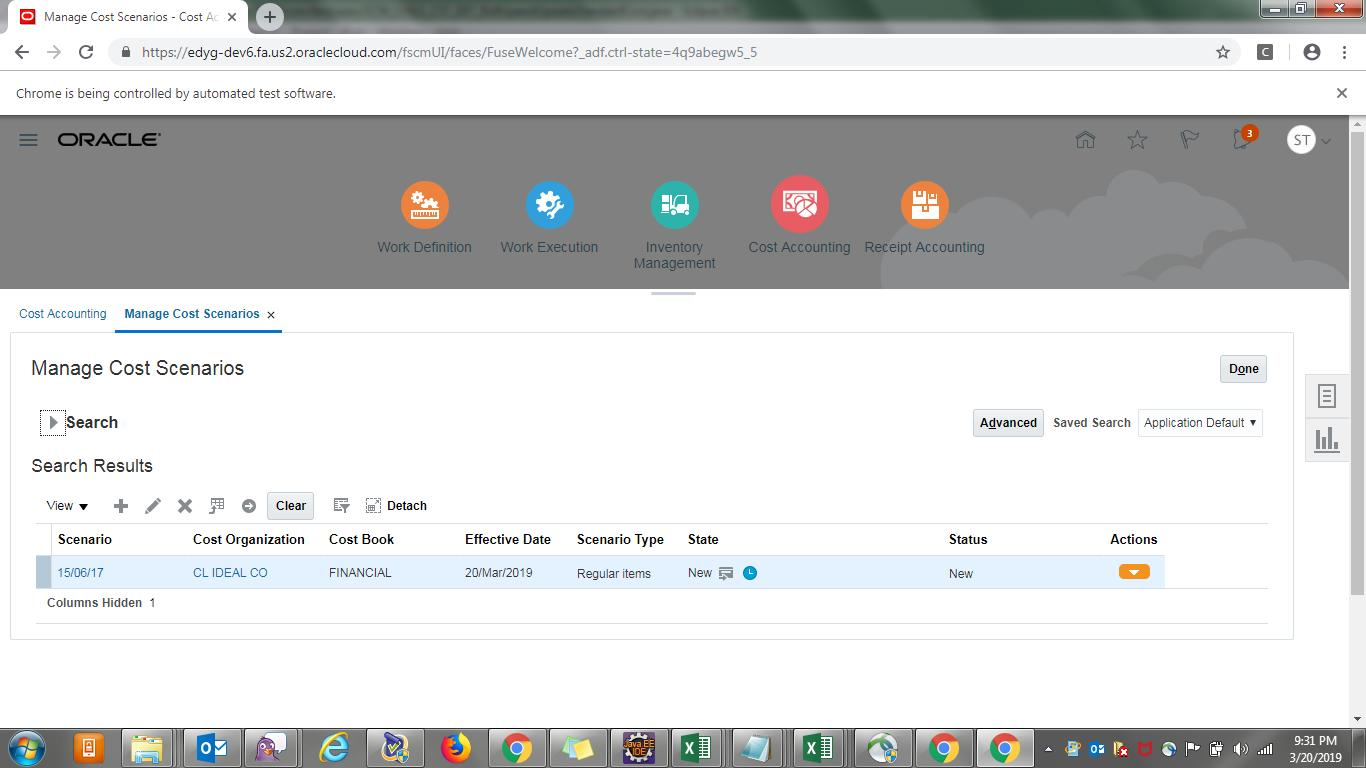 Manage Cost Scenarios - Cost Ac
https://edyg-dev6.fa.us2.oraclecloud.com/fscmUI/faces/FuseWelcome?_adf.ctrl-state=4q9abegw5_5
C
Chrome is being controlled by automated test software.
ORACLE
3
ST
Work Definition
Work Execution
Inventory
Management
Cost Accounting
Receipt Accounting
Cost Accounting
Manage Cost Scenarios
Manage Cost Scenarios
Done
Search
Advanced
Saved Search
Application Default
Search Results
View
Clear
Detach
Scenario Cost Organization Cost Book Effective Date Scenario Type State Status Actions
15/06/17 CL IDEAL CO FINANCIAL 20/Mar/2019 Regular items New New
Columns Hidden 1
Java EE
IDE
9:31 PM
3/20/2019